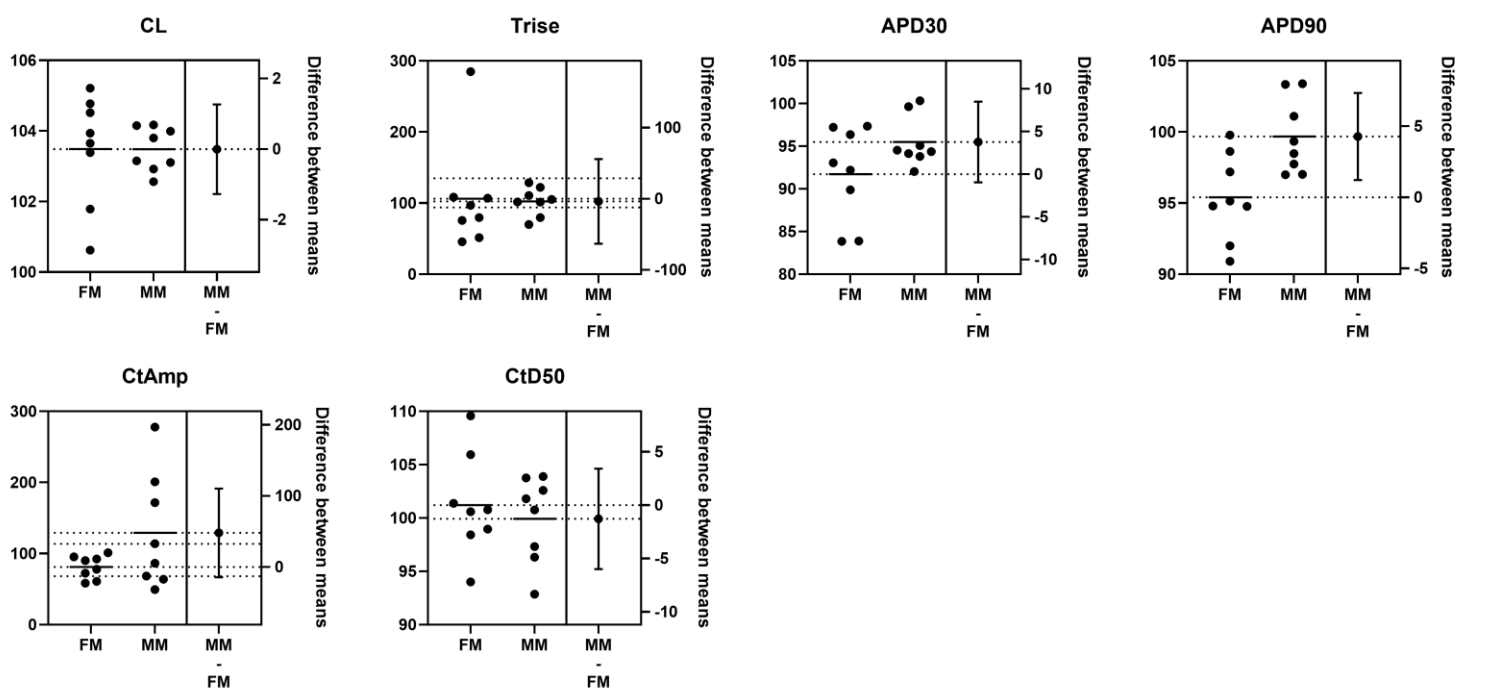 CL
106
104
102
100
2
0
-2
Difference between means
FM
MM
MM
-
FM
Trise
300
200
100
0
100
0
-100
Difference between means
FM
MM
MM
-
FM
APD30
105
100
95
90
85
80
10
5
0
-5
-10
Difference between means
FM
MM
MM
-
FM
APD90
105
100
95
90
5
0
-5
Difference between means
FM
MM
MM
-
FM
CtAmp
300
200
100
0
200
100
0
Difference between means
FM
MM
MM
-
FM
CtD50
110
105
100
95
90
5
0
-5
-10
Difference between means
FM
MM
MM
-
FM